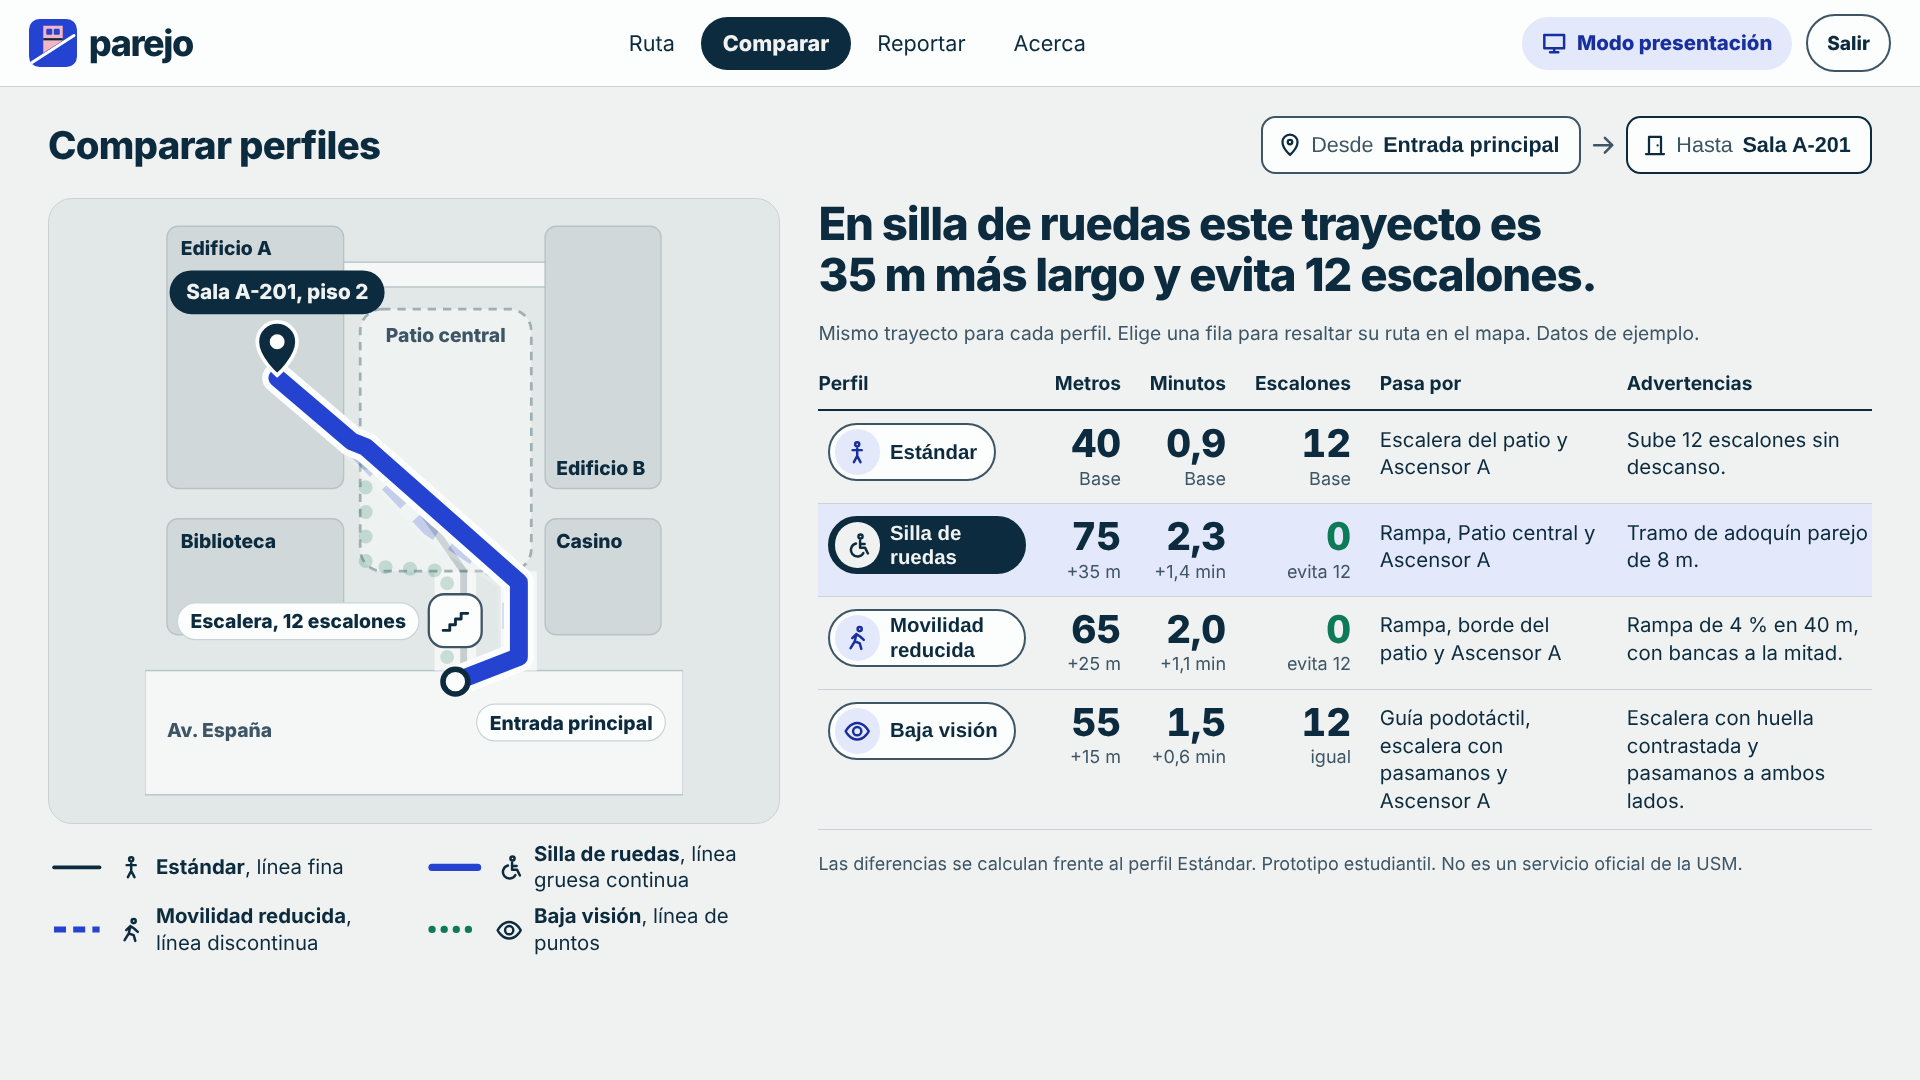 parejo
Ruta
Comparar
Reportar
Acerca
Modo presentación
Salir
Comparar perfiles
Desde Entrada principal
Hasta Sala A-201
Edificio A
Sala A-201, piso 2
Patio central
Edificio B
Biblioteca
Casino
Escalera, 12 escalones
Entrada principal
Av. España
Estándar, línea fina
Silla de ruedas, línea
gruesa continua
Movilidad reducida,
línea discontinua
Baja visión, línea de
puntos
En silla de ruedas este trayecto es
35 m más largo y evita 12 escalones.
Mismo trayecto para cada perfil. Elige una fila para resaltar su ruta en el mapa. Datos de ejemplo.
Perfil Metros Minutos Escalones Pasa por Advertencias
Estándar
40
Base
0,9
Base
12
Base
Escalera del patio y
Ascensor A
Sube 12 escalones sin
descanso.
Silla de
ruedas
75
+35 m
2,3
+1,4 min
0
evita 12
Rampa, Patio central y
Ascensor A
Tramo de adoquín parejo
de 8 m.
Movilidad
reducida
65
+25 m
2,0
+1,1 min
0
evita 12
Rampa, borde del
patio y Ascensor A
Rampa de 4 % en 40 m,
con bancas a la mitad.
Baja visión
55
+15 m
1,5
+0,6 min
12
igual
Guía podotáctil,
escalera con
pasamanos y
Ascensor A
Escalera con huella
contrastada y
pasamanos a ambos
lados.
Las diferencias se calculan frente al perfil Estándar. Prototipo estudiantil. No es un servicio oficial de la USM.